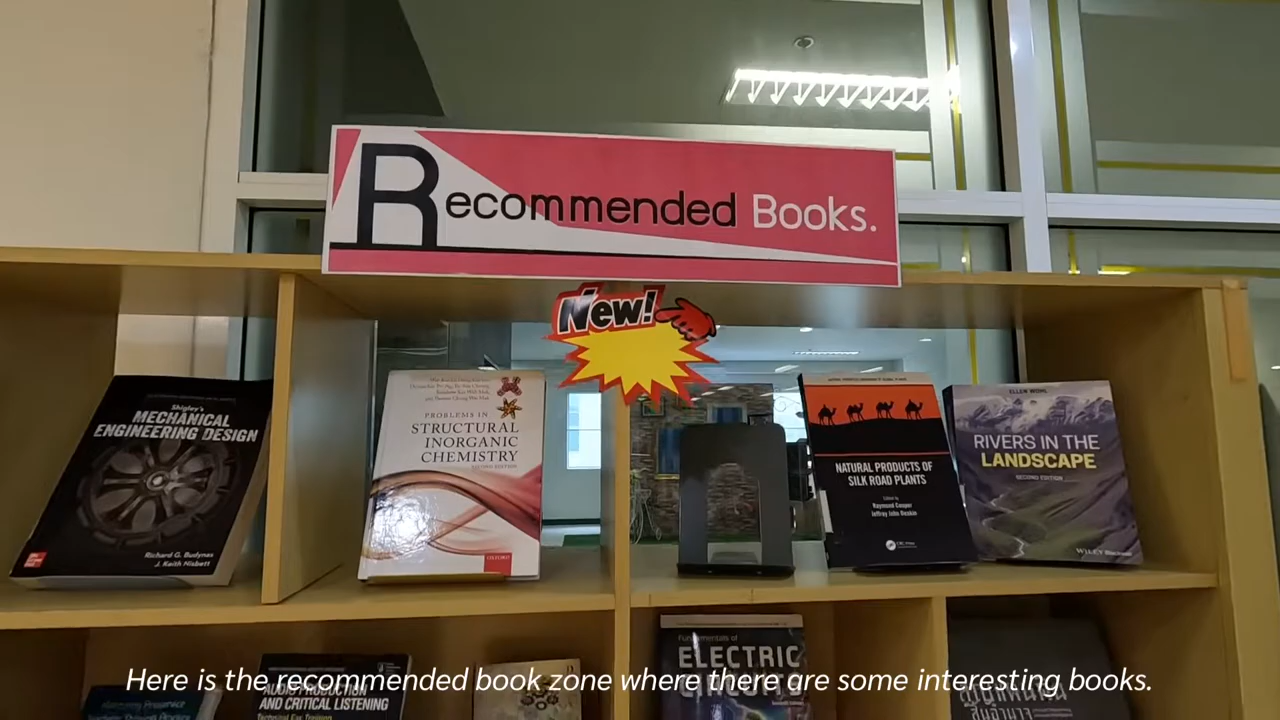 Recommended Books.
New!
Shigley's
MECHANICAL
ENGINEERING DESIGN
Richard G. Budynas
J. Keith Nisbett
PROBLEMS IN
STRUCTURAL
INORGANIC
CHEMISTRY
SECOND EDITION
OXFORD
NATURAL PRODUCTS OF
SILK ROAD PLANTS
Edited by
Raymond Cooper
Jeffrey John Deakin
CRC Press
ELLEN WOHL
RIVERS IN THE
LANDSCAPE
SECOND EDITION
WILEY Blackwell
Fundamentals of
ELECTRIC
CIRCUITS
AUDIO PRODUCTION
AND CRITICAL LISTENING
Technical Ear Training
Here is the recommended book zone where there are some interesting books.